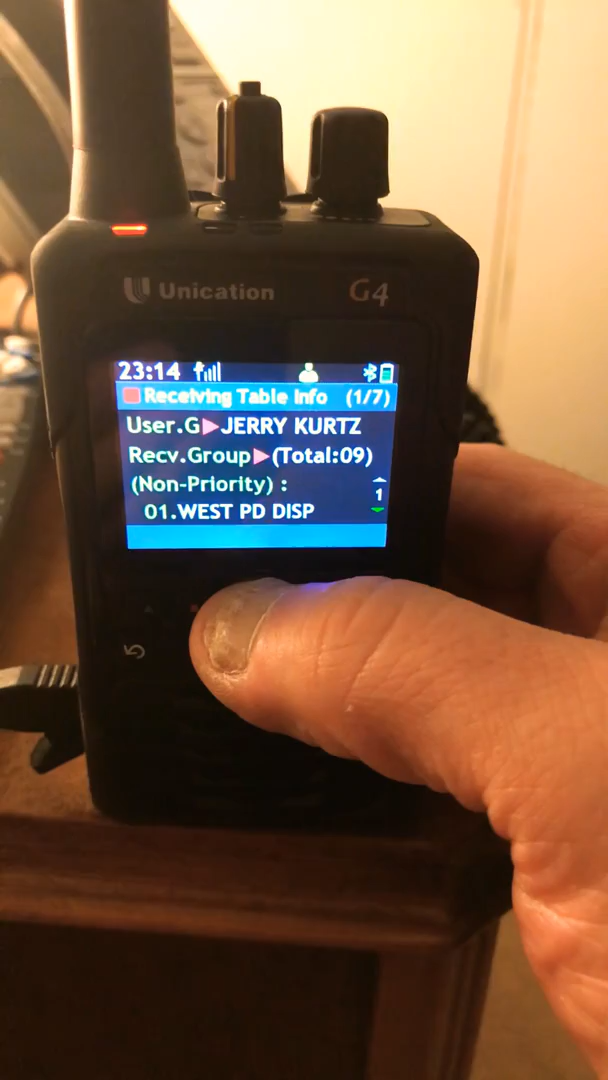 Unication G4
23:14
Receiving Table Info (1/7)
User.G▶JERRY KURTZ
Recv.Group▶(Total:09)
(Non-Priority) :
1
01.WEST PD DISP